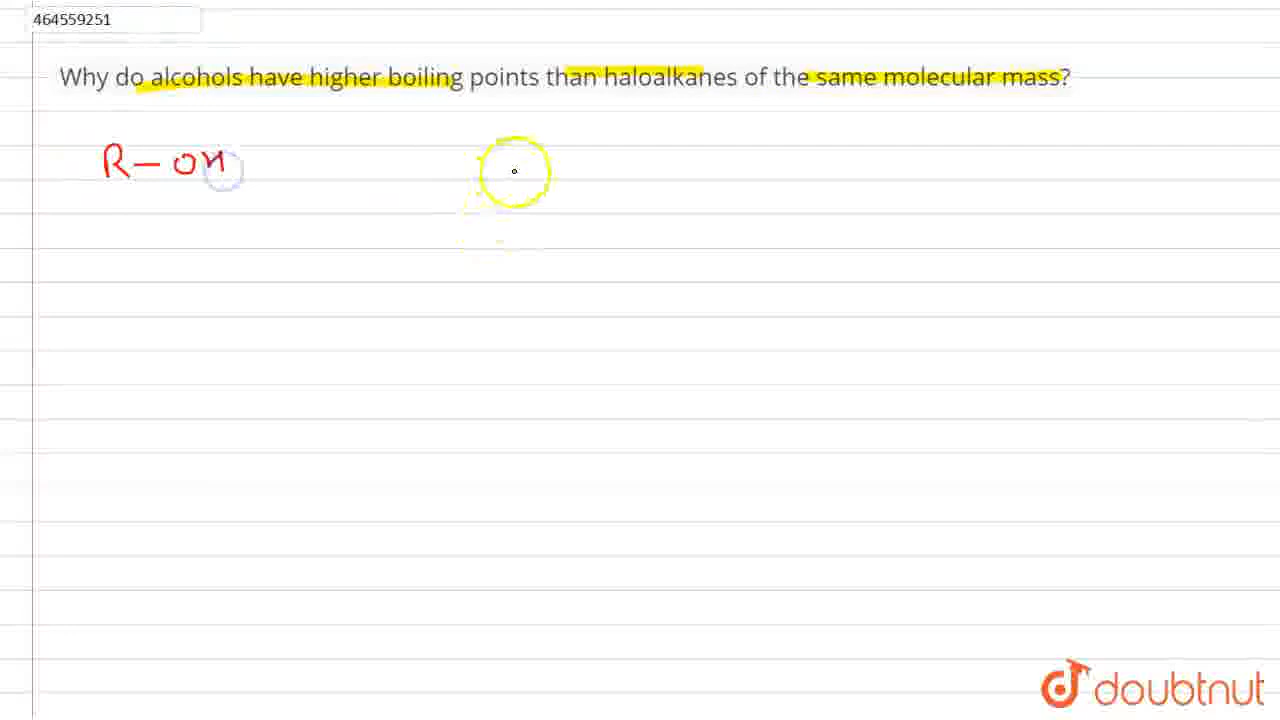 464559251
Why do alcohols have higher boiling points than haloalkanes of the same molecular mass?
R – OH
doubtnut